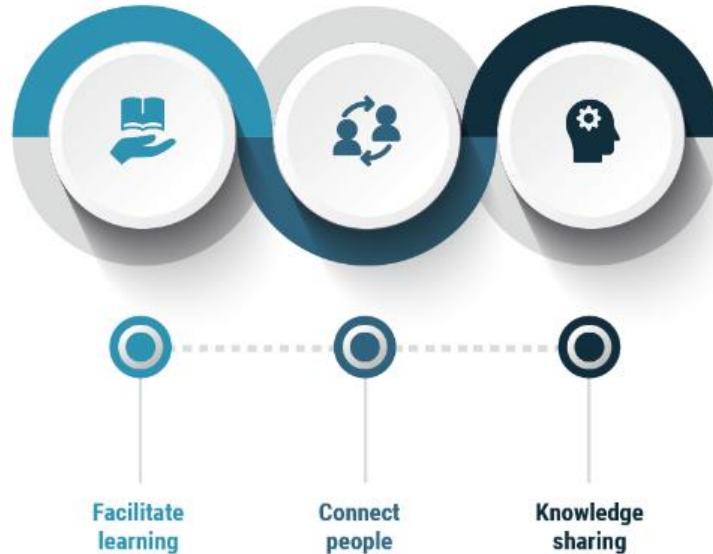 Facilitate
learning
Connect
people
Knowledge
sharing